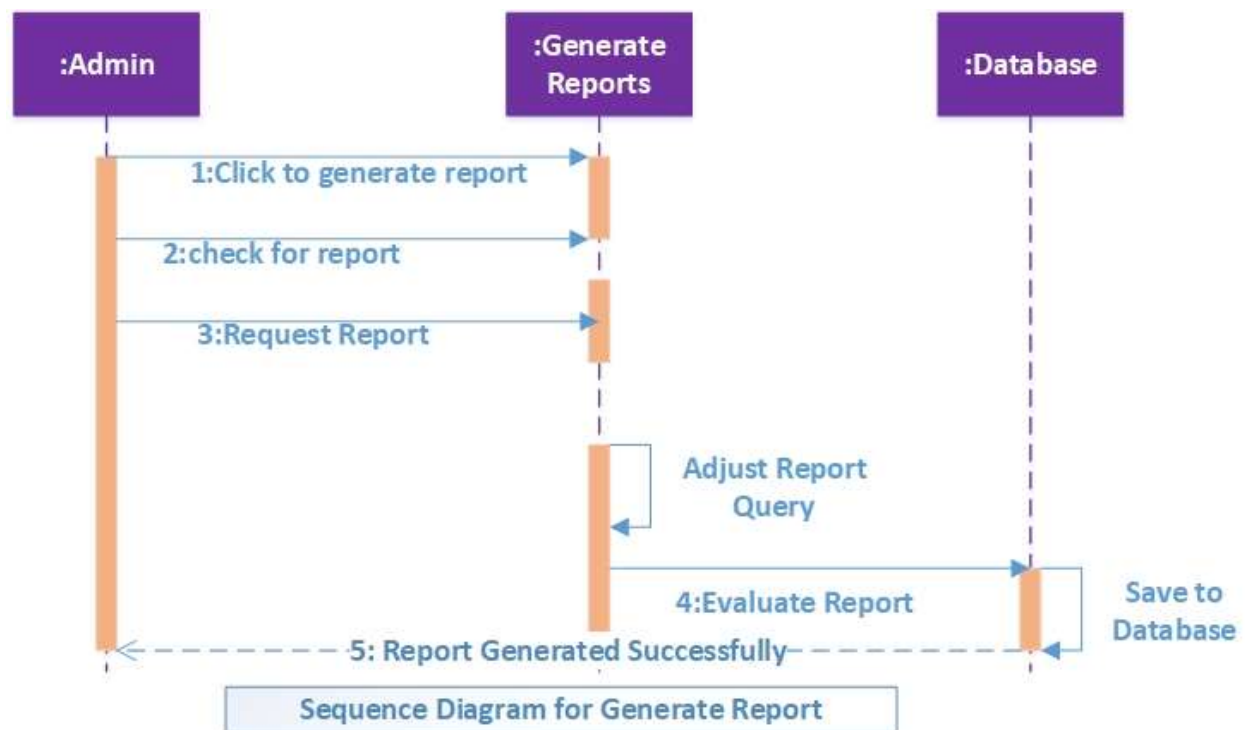 :Admin
:Generate
Reports
:Database
1:Click to generate report
2:check for report
3:Request Report
Adjust Report
Query
4:Evaluate Report
Save to
Database
5: Report Generated Successfully
Sequence Diagram for Generate Report